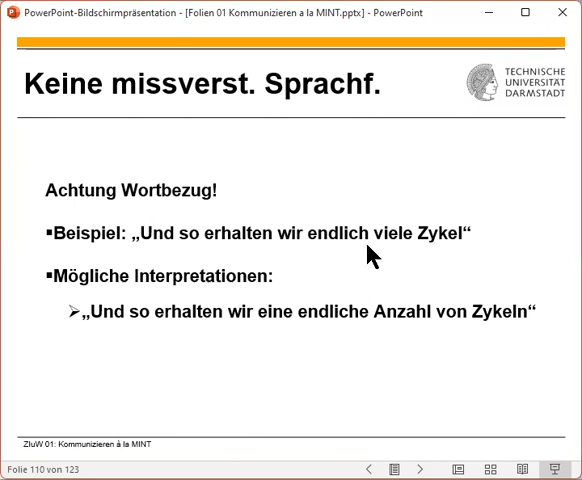 PowerPoint-Bildschirmpräsentation - [Folien 01 Kommunizieren a la MINT.pptx] - PowerPoint
Keine missverst. Sprachf.
TECHNISCHE
UNIVERSITÄT
DARMSTADT
Achtung Wortbezug!
▪Beispiel: „Und so erhalten wir endlich viele Zykel“
▪Mögliche Interpretationen:
➢„Und so erhalten wir eine endliche Anzahl von Zykeln“
ZIuW 01: Kommunizieren à la MINT
Folie 110 von 123